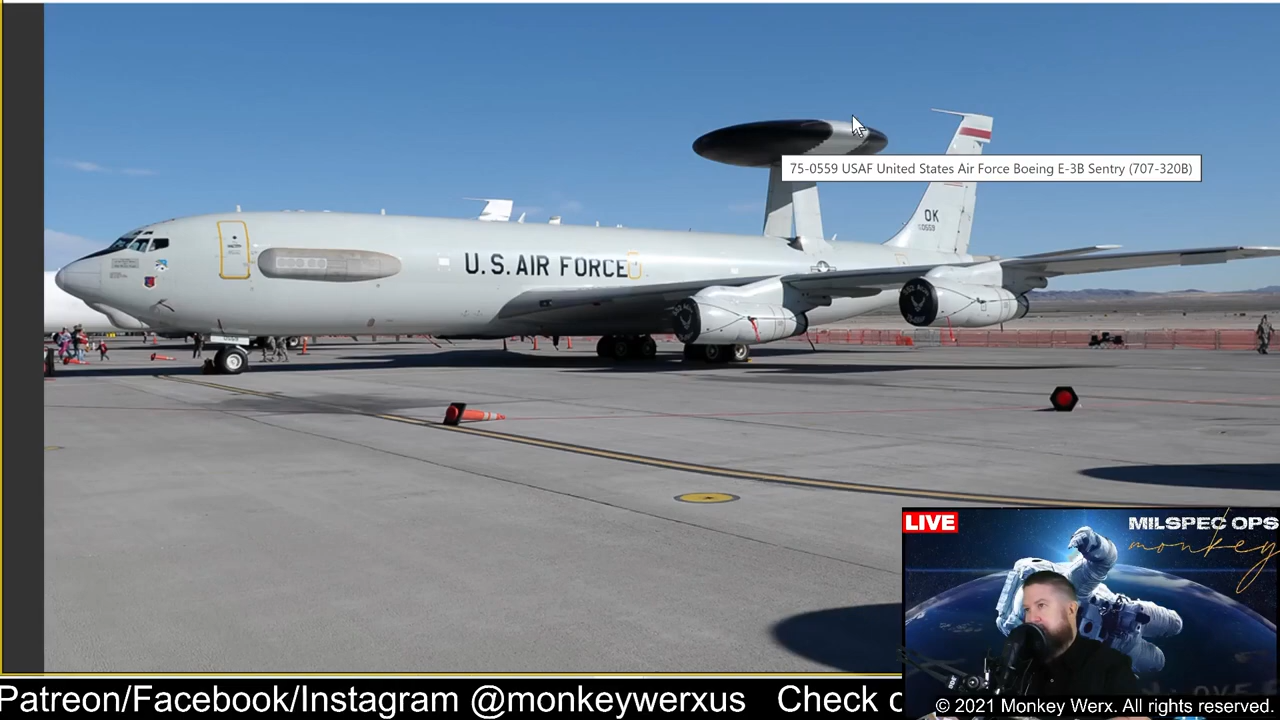 75-0559 USAF United States Air Force Boeing E-3B Sentry (707-320B)
OK
U.S. AIR FORCE
LIVE
MILSPEC OPS
monkey
Patreon/Facebook/Instagram @monkeywerxus Check
© 2021 Monkey Werx. All rights reserved.